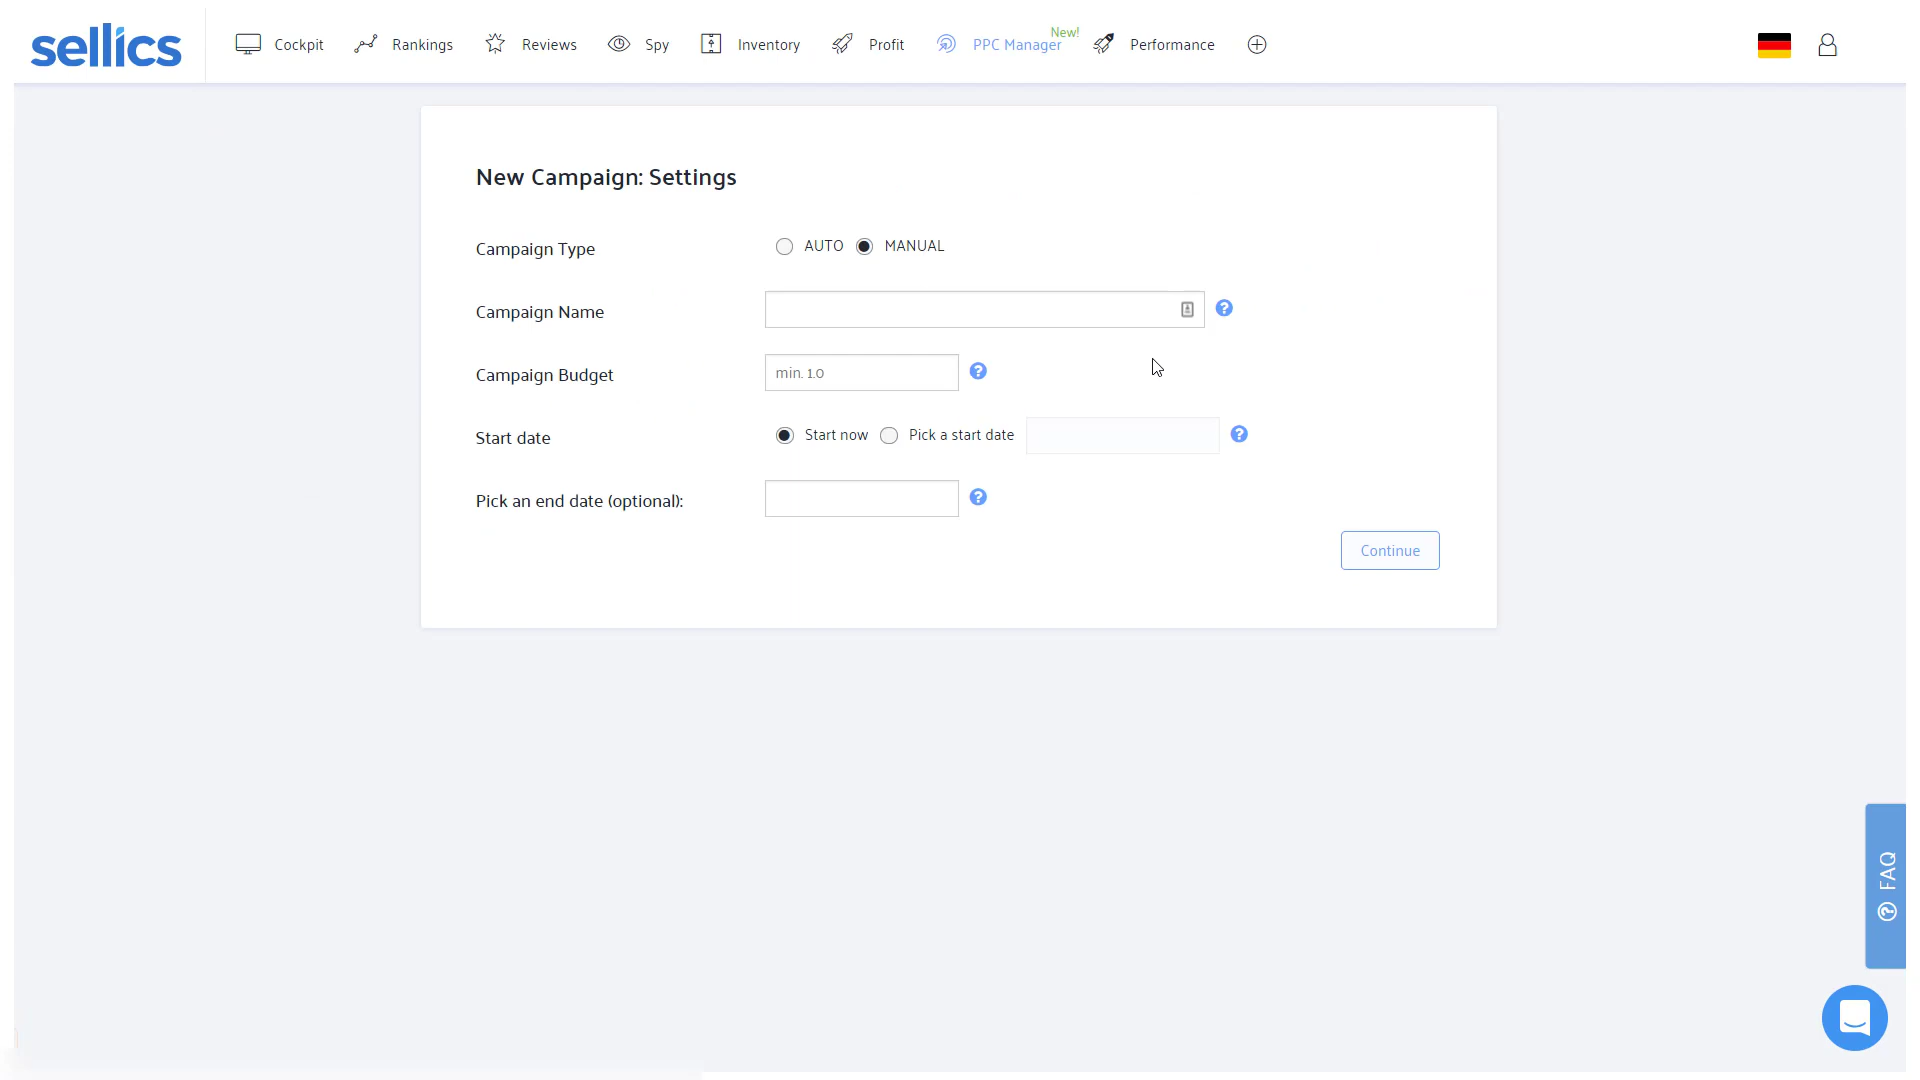 sellics
Cockpit Rankings Reviews Spy Inventory Profit PPC Manager New! Performance
New Campaign: Settings
Campaign Type AUTO MANUAL
Campaign Name
Campaign Budget min. 1.0
Start date Start now Pick a start date
Pick an end date (optional):
Continue
FAQ